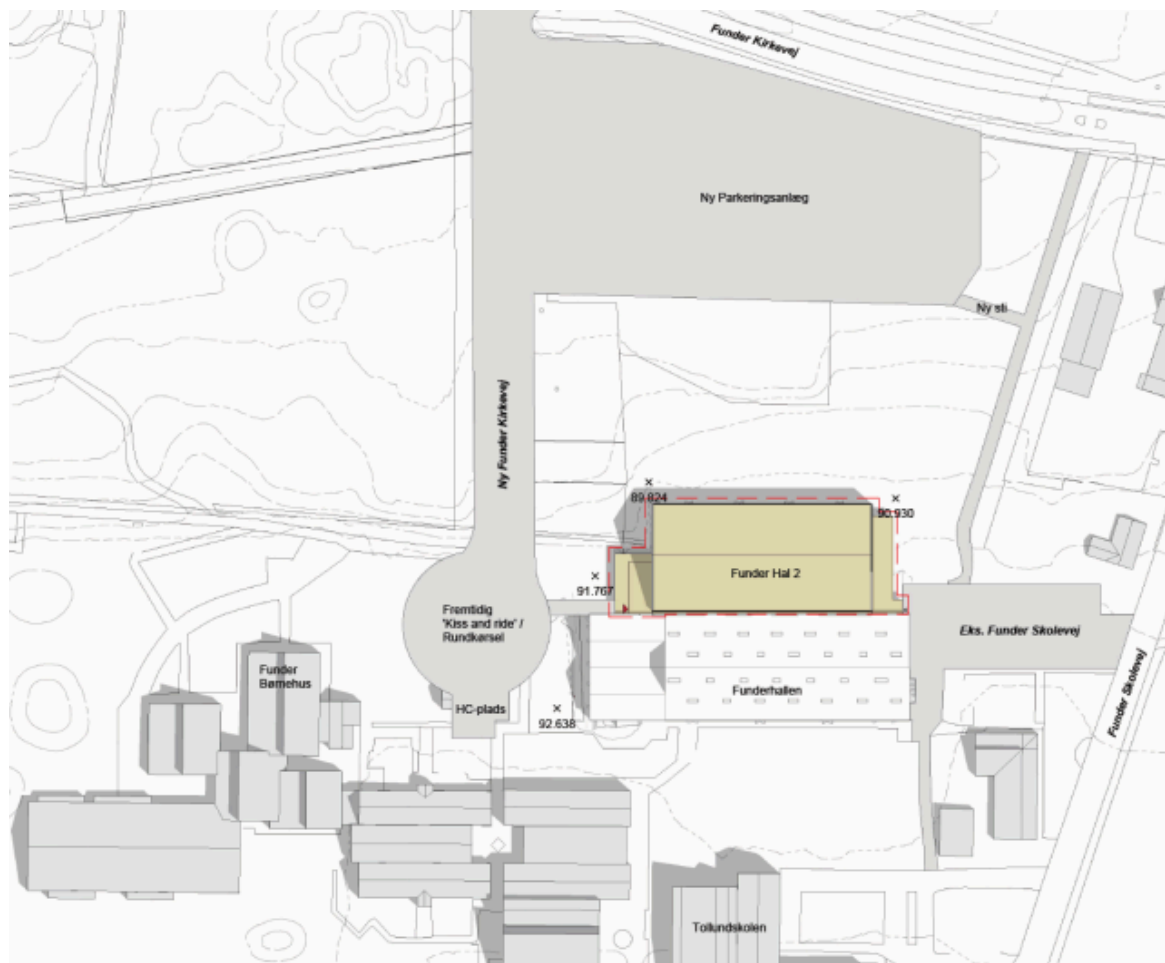 Funder Kirkevej
Ny Parkeringsanlæg
Ny sti
Ny Funder Kirkevej
89.824
90.930
Funder Hal 2
91.767
Fremtidig
'Kiss and ride' /
Rundkørsel
Eks. Funder Skolevej
Funder
Børnehus
Funderhallen
HC-plads
92.638
Funder Skolevej
Tollundskolen